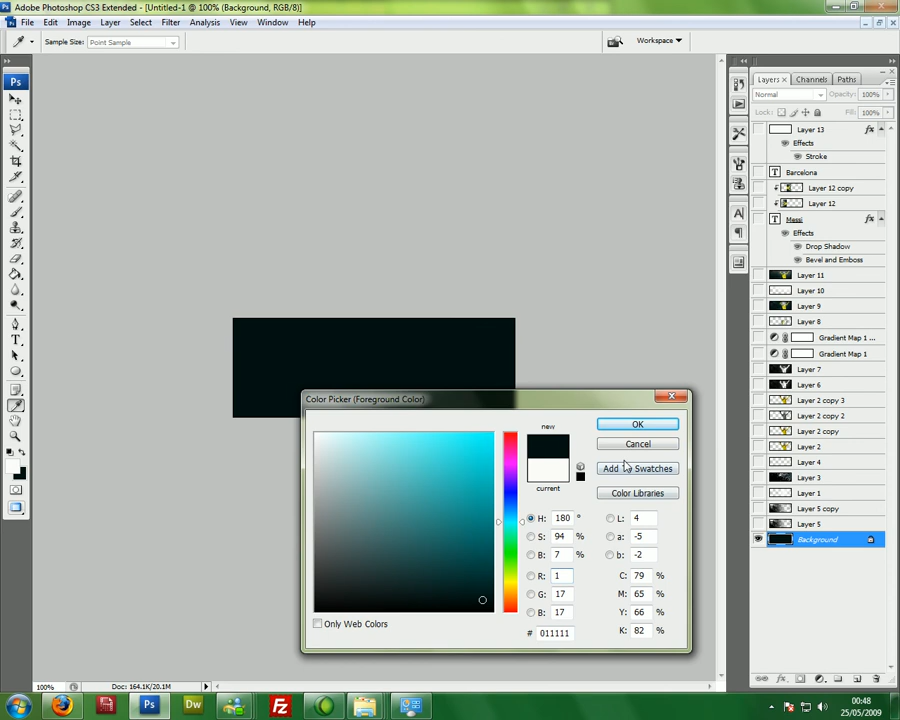 Adobe Photoshop CS3 Extended - [Untitled-1 @ 100% (Background, RGB/8)]
File Edit Image Layer Select Filter Analysis View Window Help
Sample Size: Point Sample Workspace
Ps
Layers x Channels Paths
Normal Opacity: 100%
Lock: Fill: 100%
Layer 13 fx
Effects
Stroke
T Barcelona
Layer 12 copy
Layer 12
T Messi fx
Effects
Drop Shadow
Bevel and Emboss
Layer 11
Layer 10
Layer 9
Layer 8
Gradient Map 1 ...
Gradient Map 1
Layer 7
Layer 6
Layer 2 copy 3
Layer 2 copy 2
Layer 2 copy
Layer 2
Layer 4
Layer 3
Layer 1
Layer 5 copy
Layer 5
Background
Color Picker (Foreground Color)
new
current
OK
Cancel
Add to Swatches
Color Libraries
H: 180 ° L: 4
S: 94 % a: -5
B: 7 % b: -2
R: 1 C: 79 %
G: 17 M: 65 %
B: 17 Y: 66 %
# 011111 K: 82 %
Only Web Colors
100% Doc: 164.1K/20.1M
Ps Dw Fz
00:48
25/05/2009